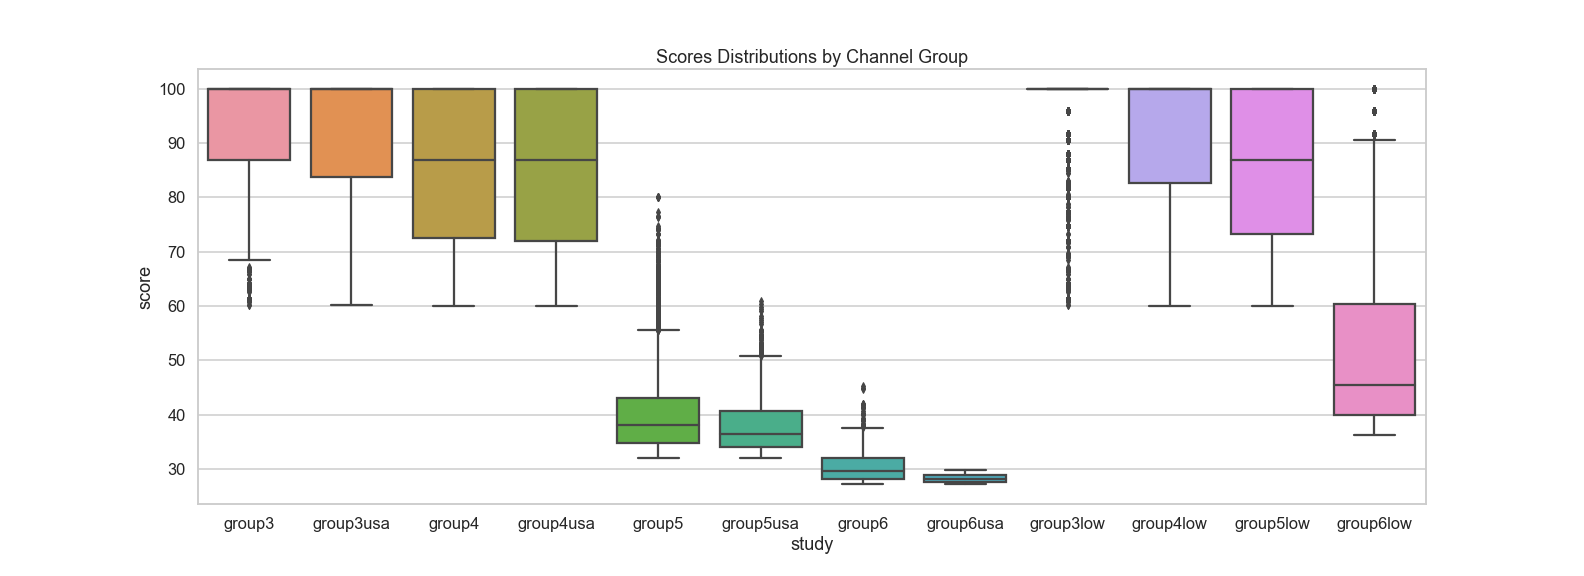 Scores Distributions by Channel Group
100
90
80
70
60
50
40
30
score
group3 group3usa group4 group4usa group5 group5usa group6 group6usa group3low group4low group5low group6low
study